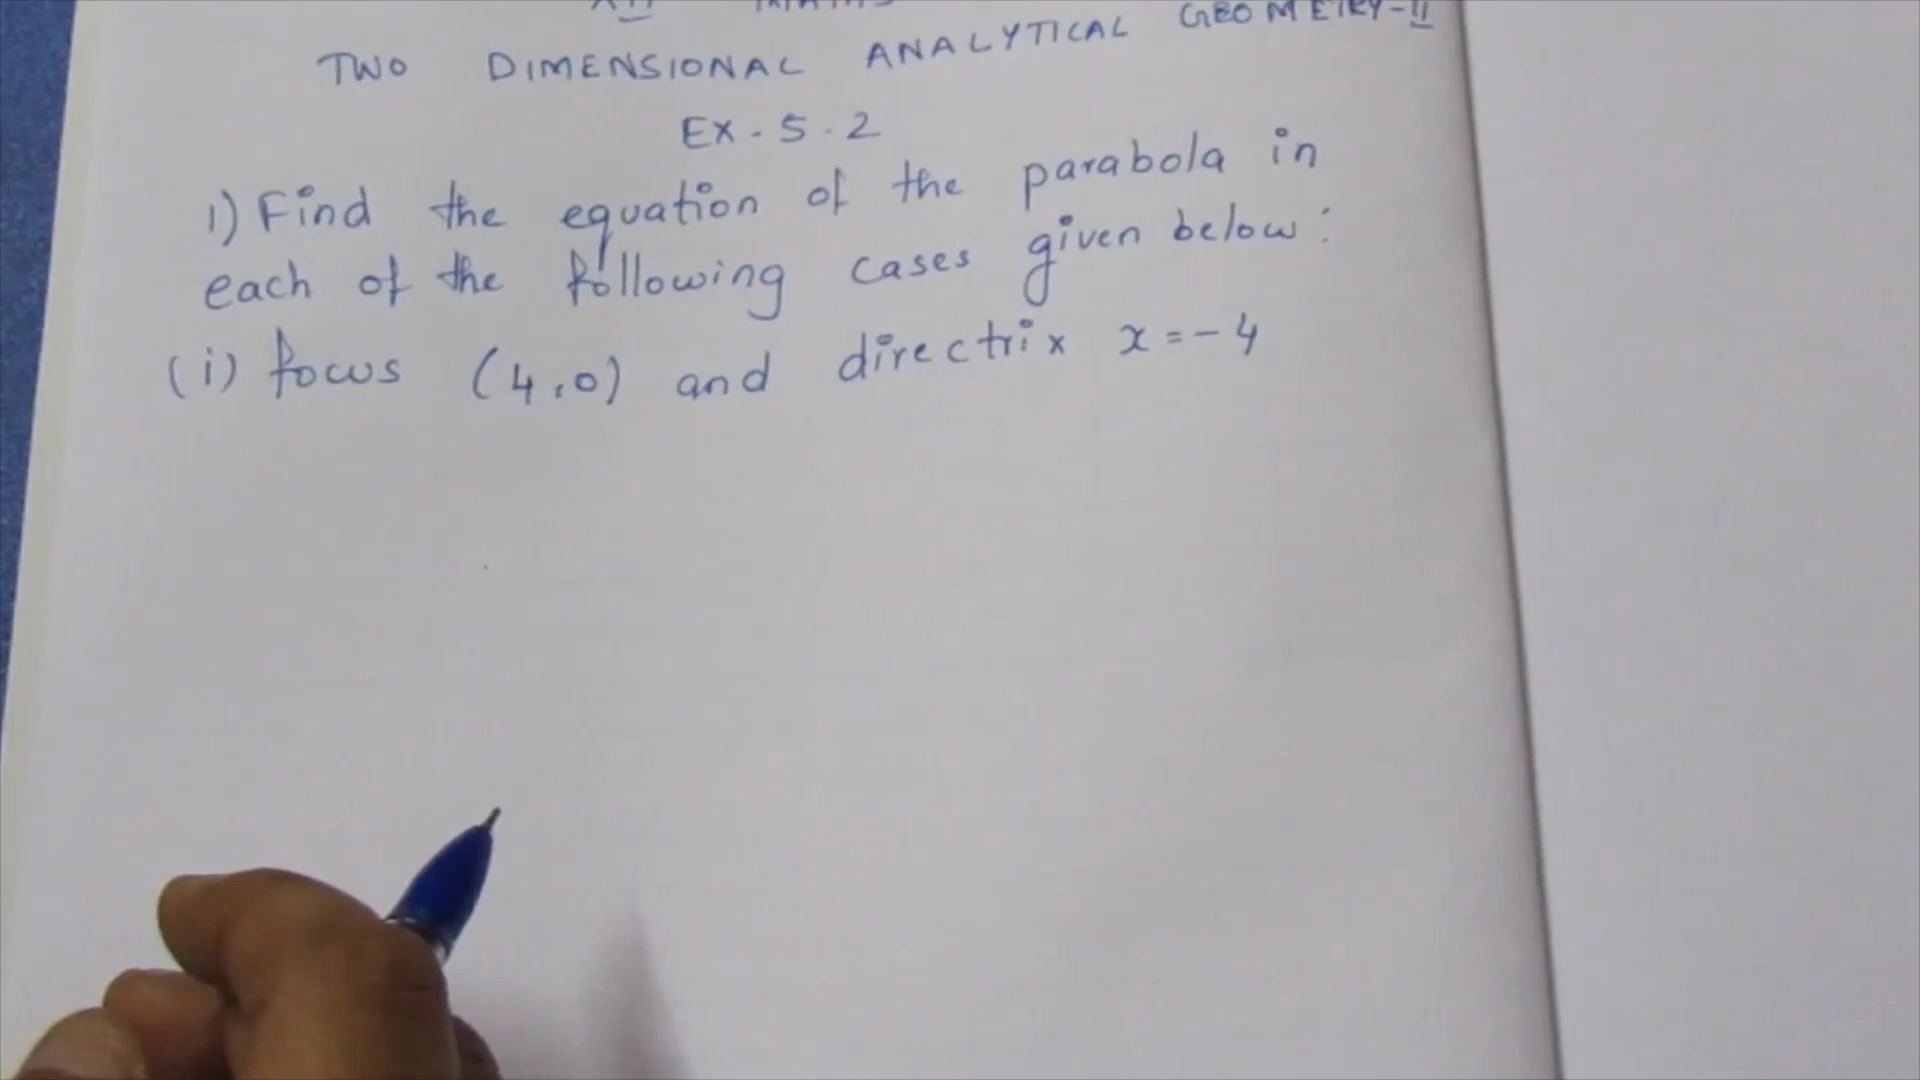 TWO DIMENSIONAL ANALYTICAL GEOMETRY-II
EX-5.2
1) Find the equation of the parabola in
each of the following cases given below:
(i) focus (4,0) and directrix x=-4